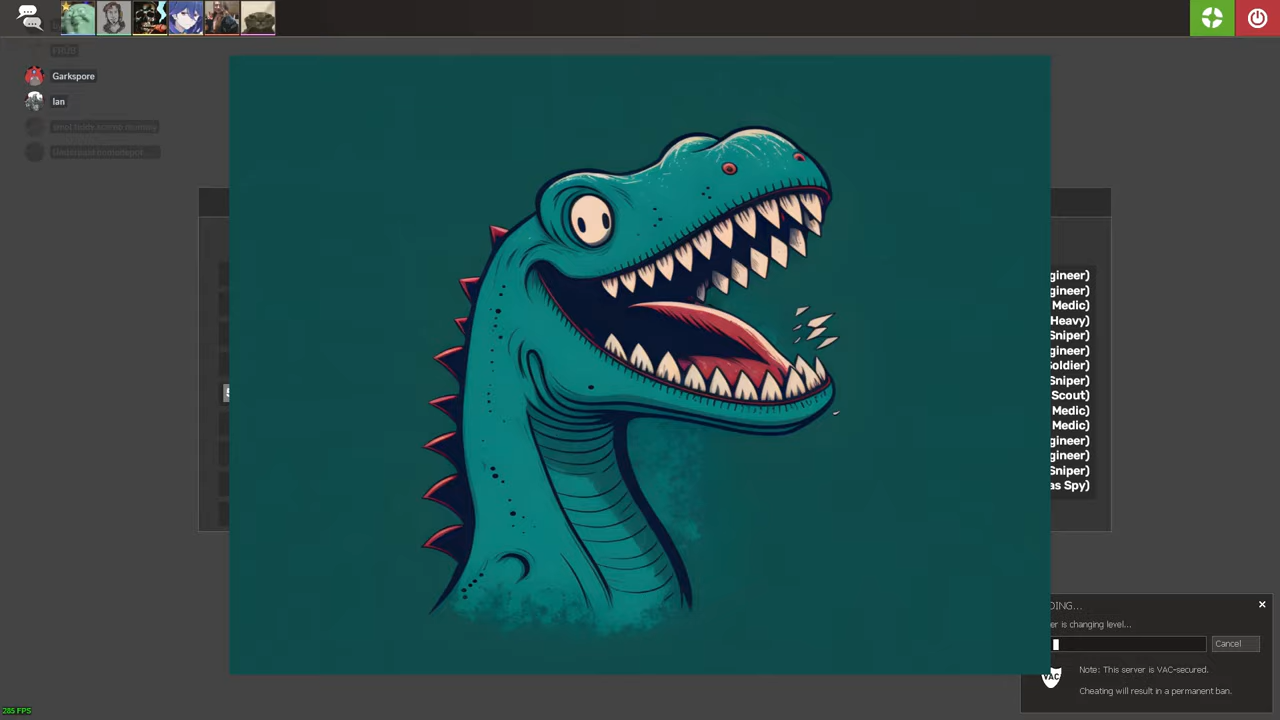 FRUB
Garkspore
Ian
gineer)
gineer)
Medic)
Heavy)
Sniper)
gineer)
oldier)
Sniper)
Scout)
Medic)
Medic)
gineer)
gineer)
Sniper)
as Spy)
DING...
er is changing level...
Cancel
VAC
Note: This server is VAC-secured.
Cheating will result in a permanent ban.
285 FPS